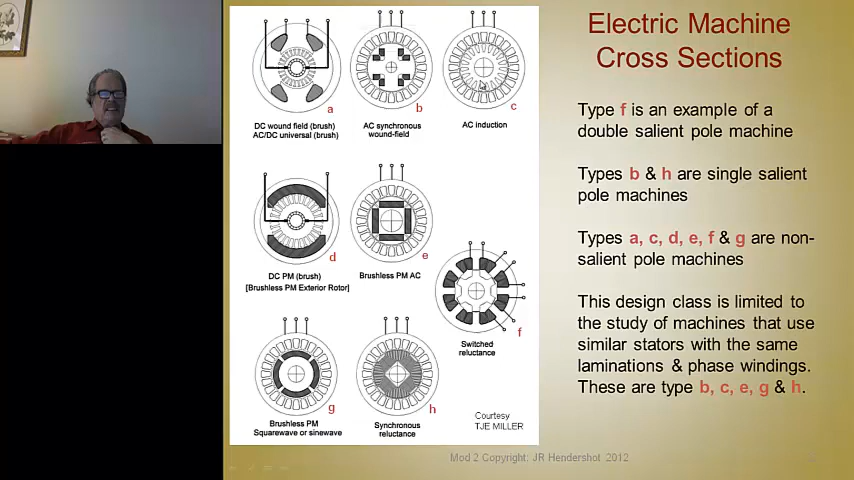 Electric Machine
Cross Sections
a
b
c
DC wound field (brush)
AC/DC universal (brush)
AC synchronous
wound-field
AC induction
d
e
DC PM (brush)
[Brushless PM Exterior Rotor]
Brushless PM AC
f
Switched
reluctance
g
h
Brushless PM
Squarewave or sinewave
Synchronous
reluctance
Courtesy
TJE MILLER
Type f is an example of a
double salient pole machine
Types b & h are single salient
pole machines
Types a, c, d, e, f & g are non-
salient pole machines
This design class is limited to
the study of machines that use
similar stators with the same
laminations & phase windings.
These are type b, c, e, g & h.
Mod 2 Copyright: JR Hendershot 2012